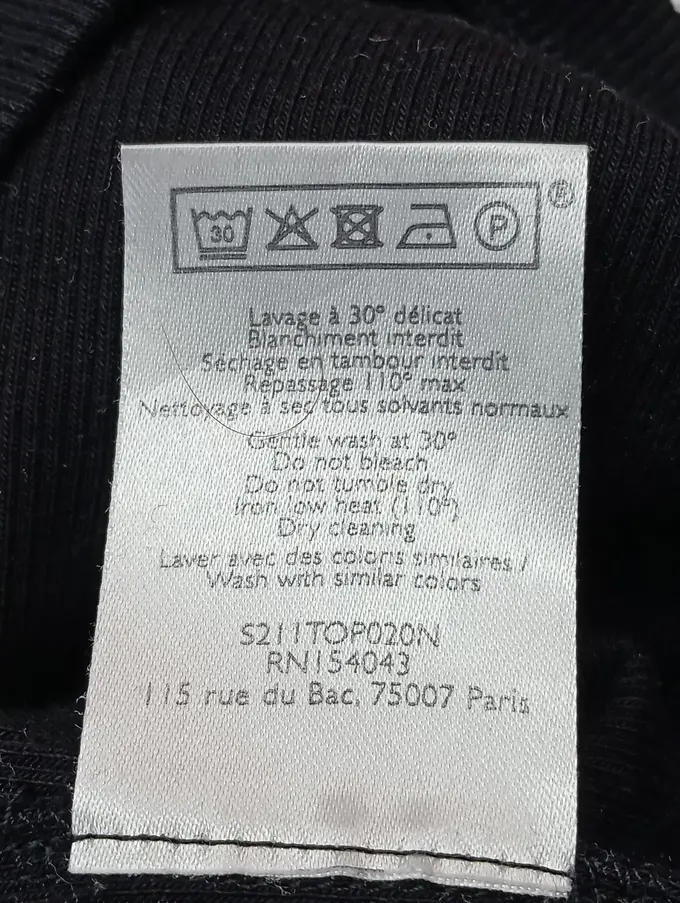 ®
30 P
Lavage à 30° délicat
Blanchiment interdit
Séchage en tambour interdit
Repassage 110° max
Nettoyage à sec tous solvants normaux
Gentle wash at 30°
Do not bleach
Do not tumble dry
Iron low heat (110°)
Dry cleaning
Laver avec des coloris similaires /
Wash with similar colors
S211TOP020N
RN154043
115 rue du Bac, 75007 Paris